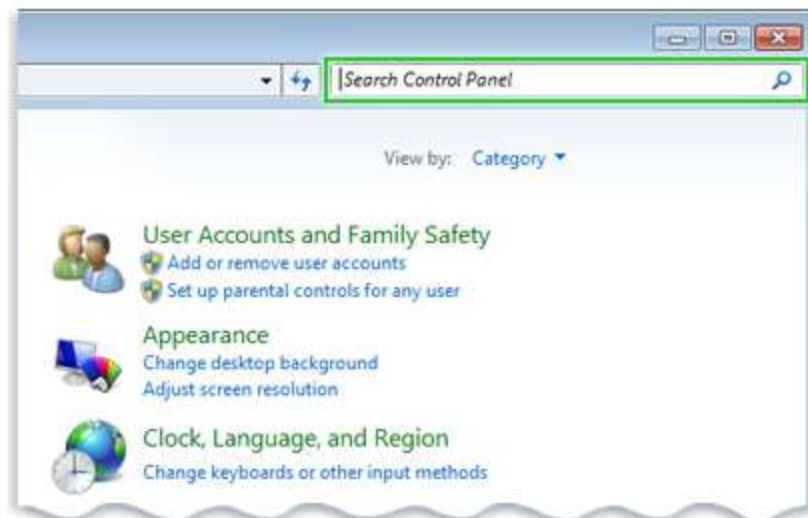 Search Control Panel
View by: Category
User Accounts and Family Safety
Add or remove user accounts
Set up parental controls for any user
Appearance
Change desktop background
Adjust screen resolution
Clock, Language, and Region
Change keyboards or other input methods